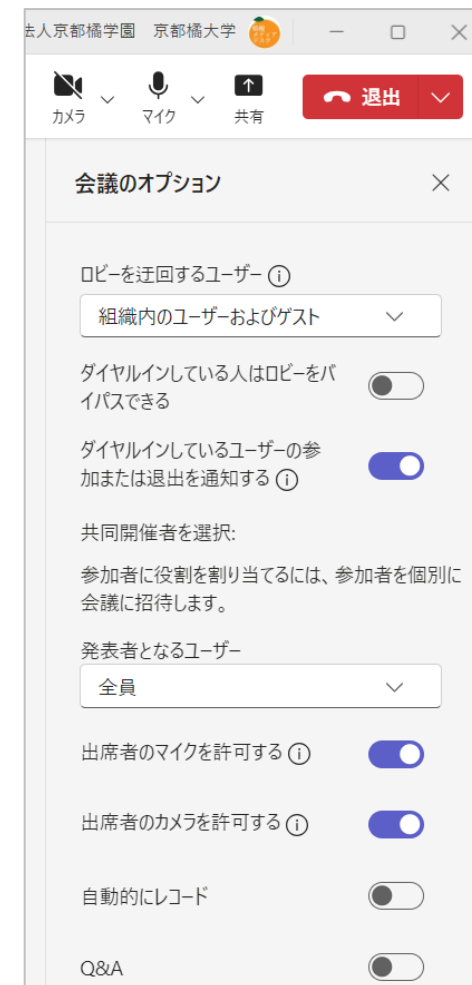 法人京都橘学園 京都橘大学
カメラ
マイク
共有
退出
会議のオプション
ロビーを迂回するユーザー
組織内のユーザーおよびゲスト
ダイヤルインしている人はロビーをバ
イパスできる
ダイヤルインしているユーザーの参
加または退出を通知する
共同開催者を選択:
参加者に役割を割り当てるには、参加者を個別に
会議に招待します。
発表者となるユーザー
全員
出席者のマイクを許可する
出席者のカメラを許可する
自動的にレコード
Q&A